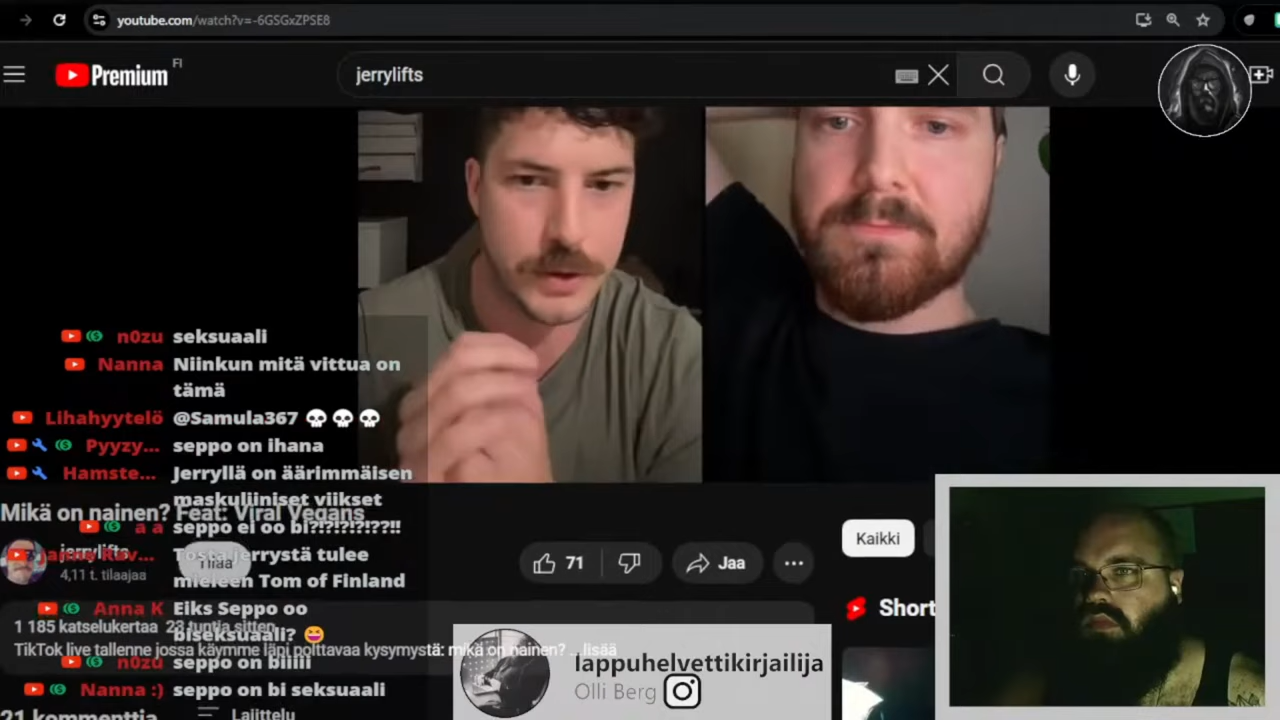 youtube.com/watch?v=-6GSGxZPSE8
Premium FI
jerrylifts
n0zu seksuaali
Nanna Niinkun mitä vittua on
tämä
Lihahyytelö @Samula367 💀💀💀
Pyyzy... seppo on ihana
Hamste... Jerryllä on äärimmäisen
maskuliiniset viikset
Mikä on nainen? Feat: Viral Vegans
a a seppo ei oo bi?!?!?!?!??!!
jerrylifts
4,11 t. tilaajaa
Tilaa
Tosta jerrystä tulee
mieleen Tom of Finland
71
Jaa
Kaikki
Anna K Eiks Seppo oo
biseksuaali? 😆
1 185 katselukertaa 23 tuntia sitten
TikTok live tallenne jossa käymme läpi polttavaa kysymystä: mikä on nainen? ...lisää
n0zu seppo on biiiii
Nanna :) seppo on bi seksuaali
21 kommenttia
Lajittelu
Short
lappuhelvettikirjailija
Olli Berg